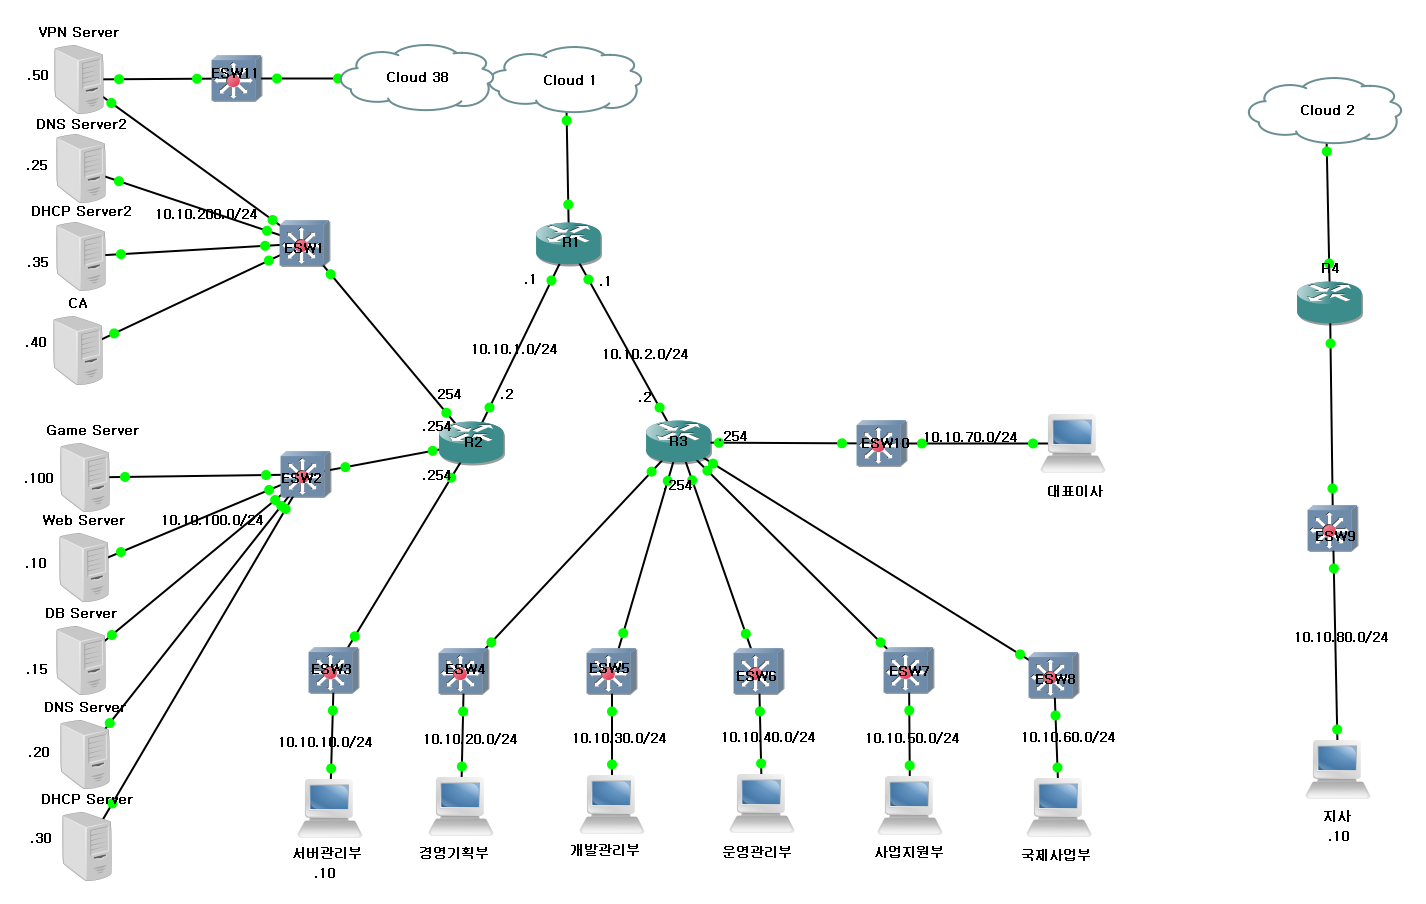 VPN Server
.50
ESW11
Cloud 38
Cloud 1
Cloud 2
DNS Server2
.25
DHCP Server2
10.10.200.0/24
.35
ESW1
R1
CA
.40
.1
.1
R4
10.10.1.0/24
10.10.2.0/24
.254
.2
.2
Game Server
.254
R2
R3
.254
ESW10
10.10.70.0/24
.100
ESW2
.254
.254
대표이사
Web Server
10.10.100.0/24
.10
ESW9
DB Server
.15
ESW3
ESW4
ESW5
ESW6
ESW7
ESW8
10.10.80.0/24
DNS Server
.20
10.10.10.0/24
10.10.20.0/24
10.10.30.0/24
10.10.40.0/24
10.10.50.0/24
10.10.60.0/24
DHCP Server
.30
서버관리부
.10
경영기획부
개발관리부
운영관리부
사업지원부
국제사업부
지사
.10